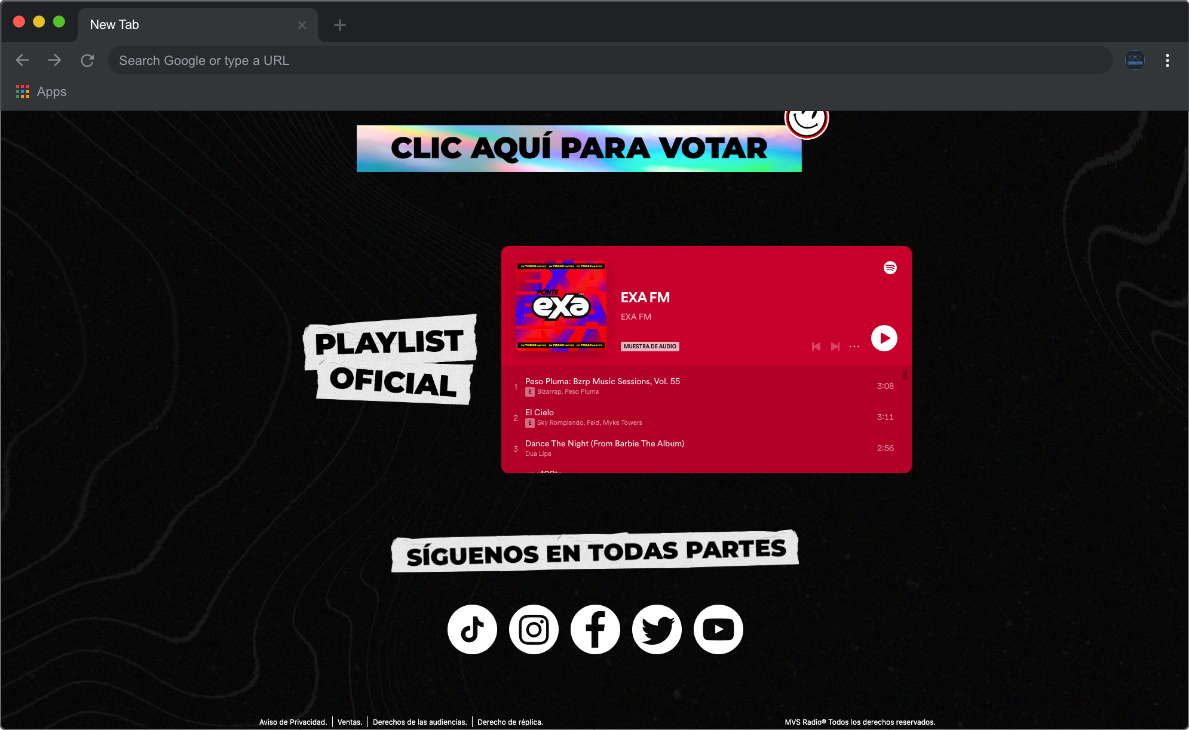 New Tab
Search Google or type a URL
Apps
CLIC AQUÍ PARA VOTAR
PLAYLIST
OFICIAL
PONTE
exa
EXA FM
EXA FM
MUESTRA DE AUDIO
1 Peso Pluma: Bzrp Music Sessions, Vol. 55 3:08
E Bizarrap, Peso Pluma
2 El Cielo 3:11
E Sky Rompiendo, Feid, Myke Towers
3 Dance The Night (From Barbie The Album) 2:56
Dua Lipa
SÍGUENOS EN TODAS PARTES
Aviso de Privacidad. | Ventas. | Derechos de las audiencias. | Derecho de réplica. MVS Radio® Todos los derechos reservados.